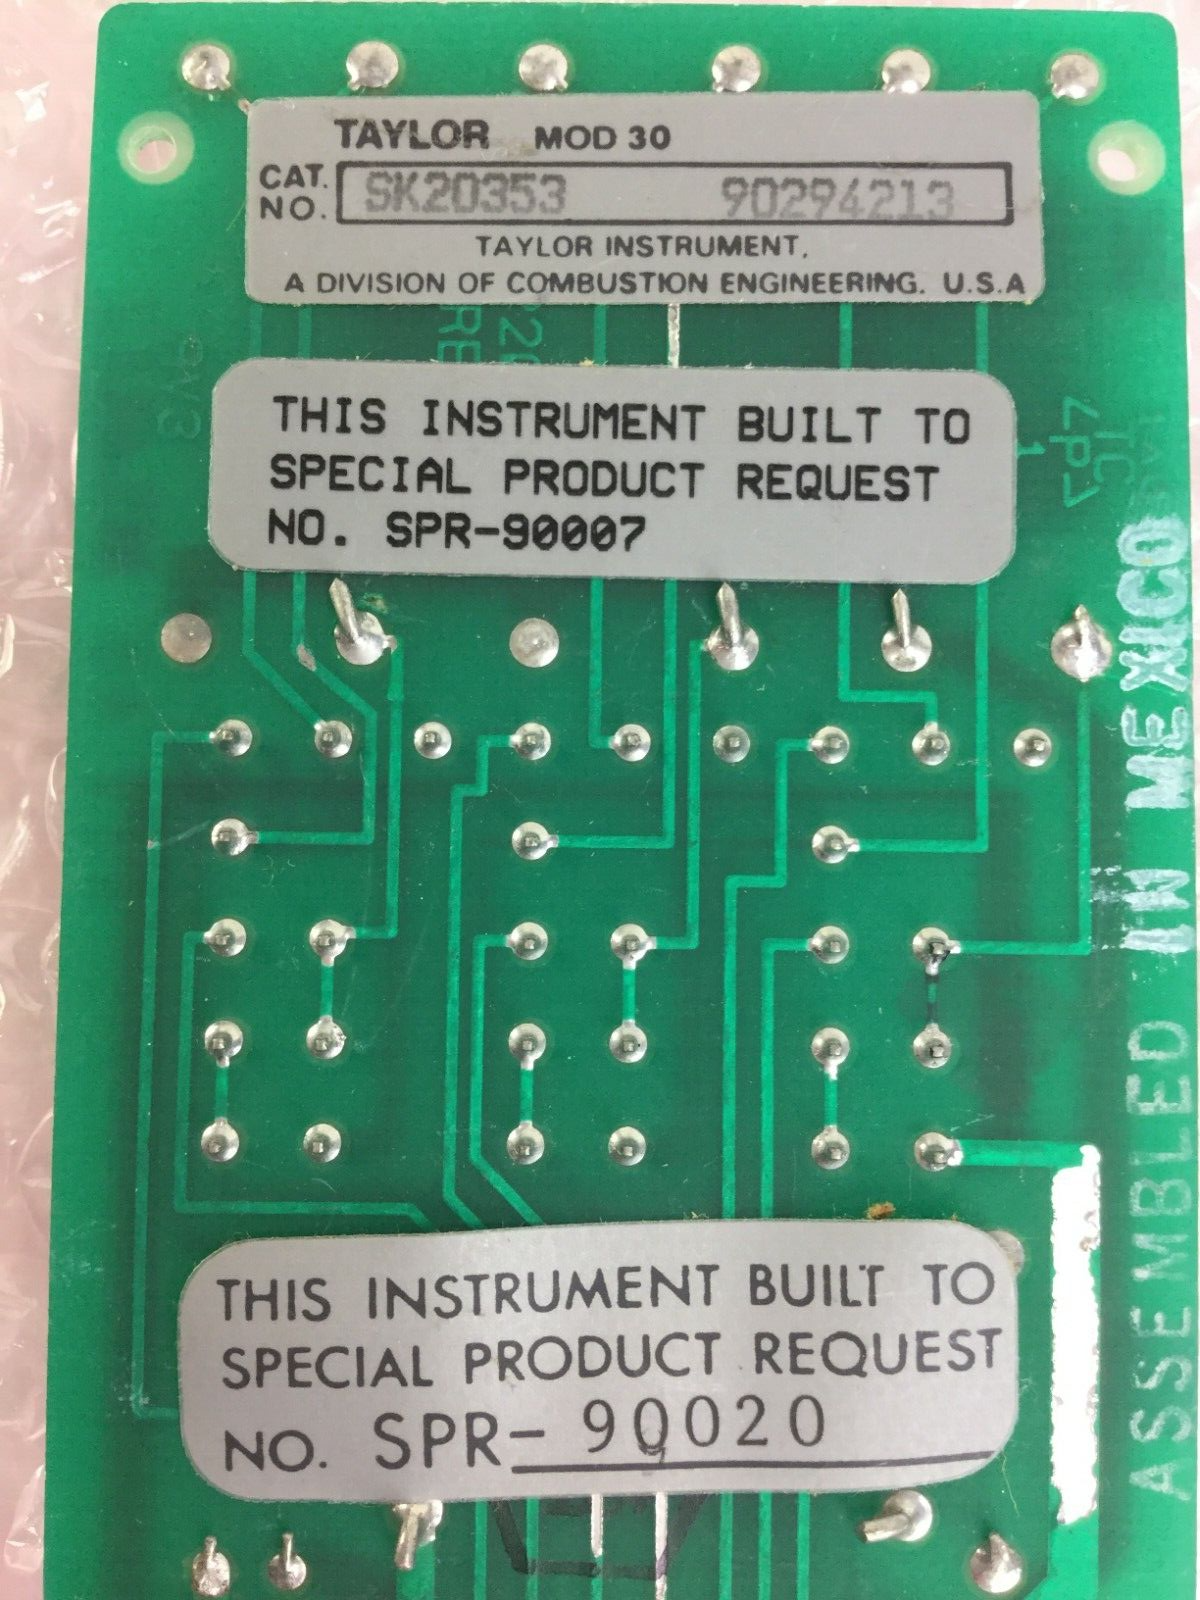 TAYLOR MOD 30
CAT. NO. SK20353 90294213
TAYLOR INSTRUMENT,
A DIVISION OF COMBUSTION ENGINEERING. U.S.A
THIS INSTRUMENT BUILT TO
SPECIAL PRODUCT REQUEST
NO. SPR-90007
ASSEMBLED IN MEXICO
THIS INSTRUMENT BUILT TO
SPECIAL PRODUCT REQUEST
NO. SPR- 90020